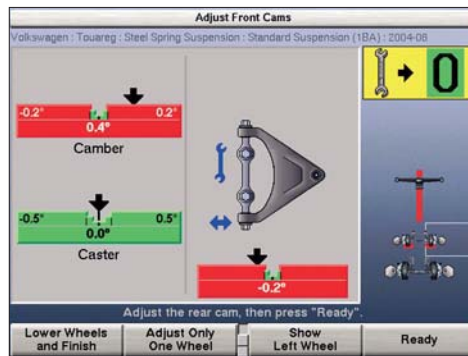 Adjust Front Cams
Volkswagen : Touareg : Steel Spring Suspension : Standard Suspension (1BA) : 2004-06
-0.2° 0.2°
0.4°
Camber
-0.5° 0.5°
0.0°
Caster
-0.2°
0
Adjust the rear cam, then press "Ready".
Lower Wheels
and Finish
Adjust Only
One Wheel
Show
Left Wheel
Ready